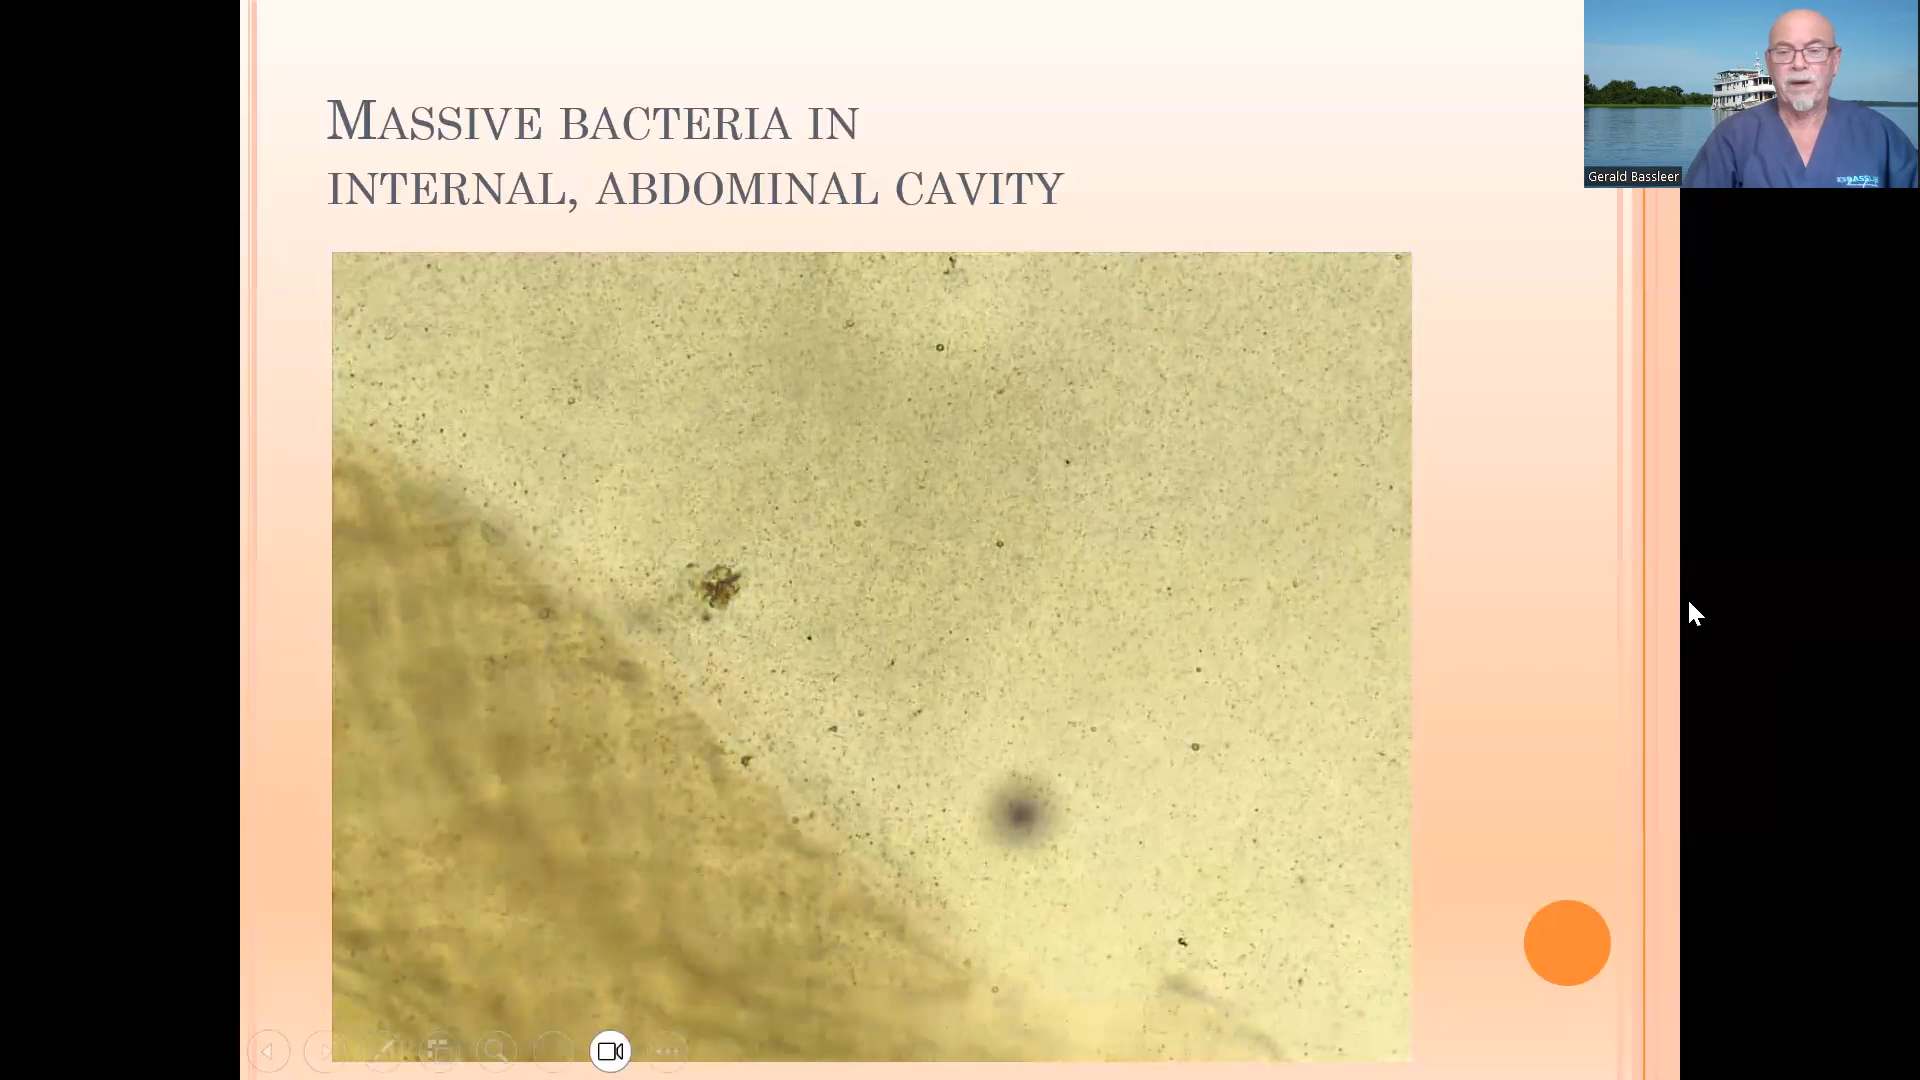 MASSIVE BACTERIA IN
INTERNAL, ABDOMINAL CAVITY
Gerald Bassleer